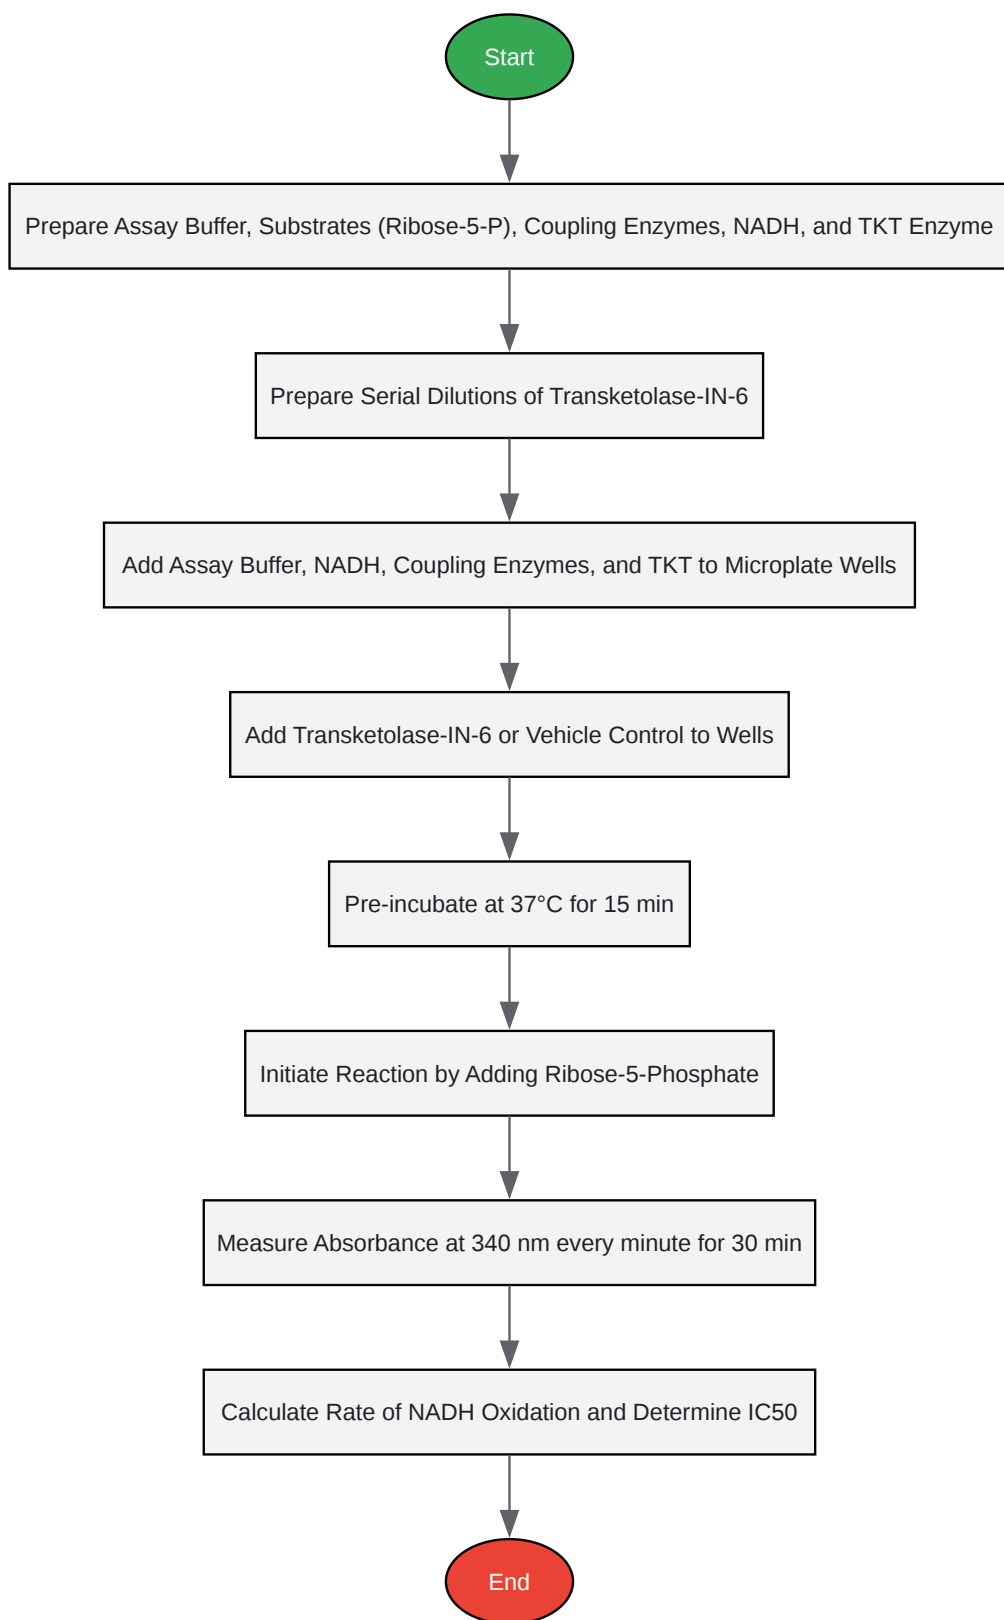 Start
Prepare Assay Buffer, Substrates (Ribose-5-P), Coupling Enzymes, NADH, and TKT Enzyme
Prepare Serial Dilutions of Transketolase-IN-6
Add Assay Buffer, NADH, Coupling Enzymes, and TKT to Microplate Wells
Add Transketolase-IN-6 or Vehicle Control to Wells
Pre-incubate at 37°C for 15 min
Initiate Reaction by Adding Ribose-5-Phosphate
Measure Absorbance at 340 nm every minute for 30 min
Calculate Rate of NADH Oxidation and Determine IC50
End